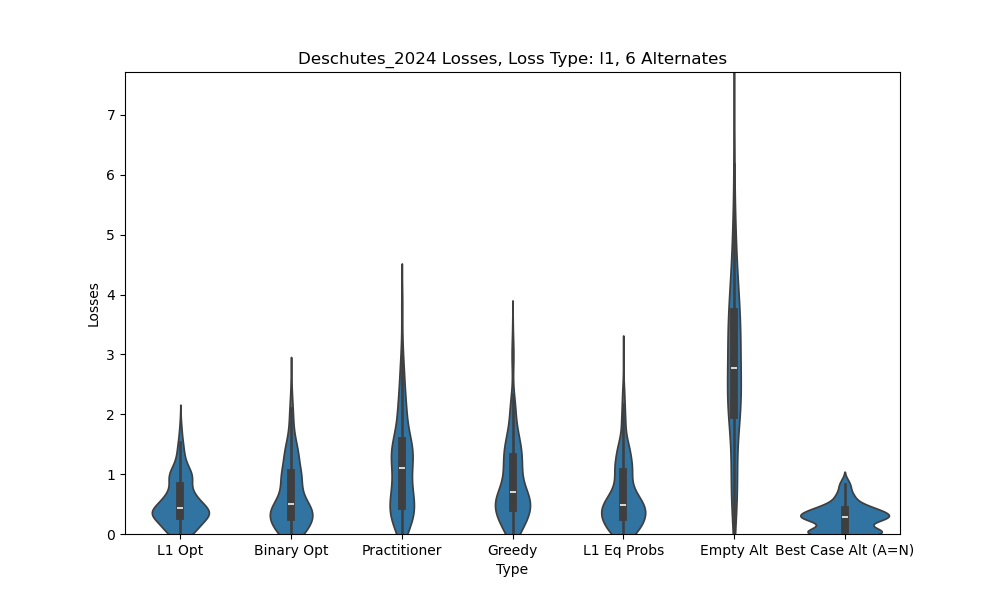 Deschutes_2024 Losses, Loss Type: l1, 6 Alternates
7
6
5
4
3
2
1
0
Losses
L1 Opt Binary Opt Practitioner Greedy L1 Eq Probs Empty Alt Best Case Alt (A=N)
Type